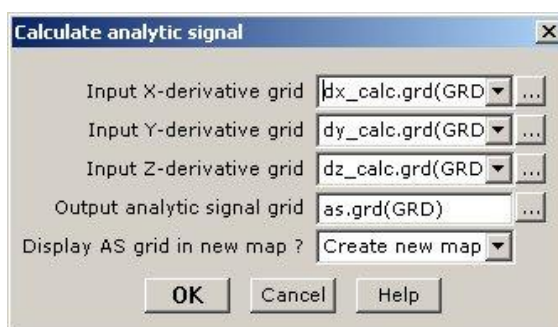 Calculate analytic signal
Input X-derivative grid dx_calc.grd(GRD ...
Input Y-derivative grid dy_calc.grd(GRD ...
Input Z-derivative grid dz_calc.grd(GRD ...
Output analytic signal grid as.grd(GRD) ...
Display AS grid in new map ? Create new map
OK Cancel Help